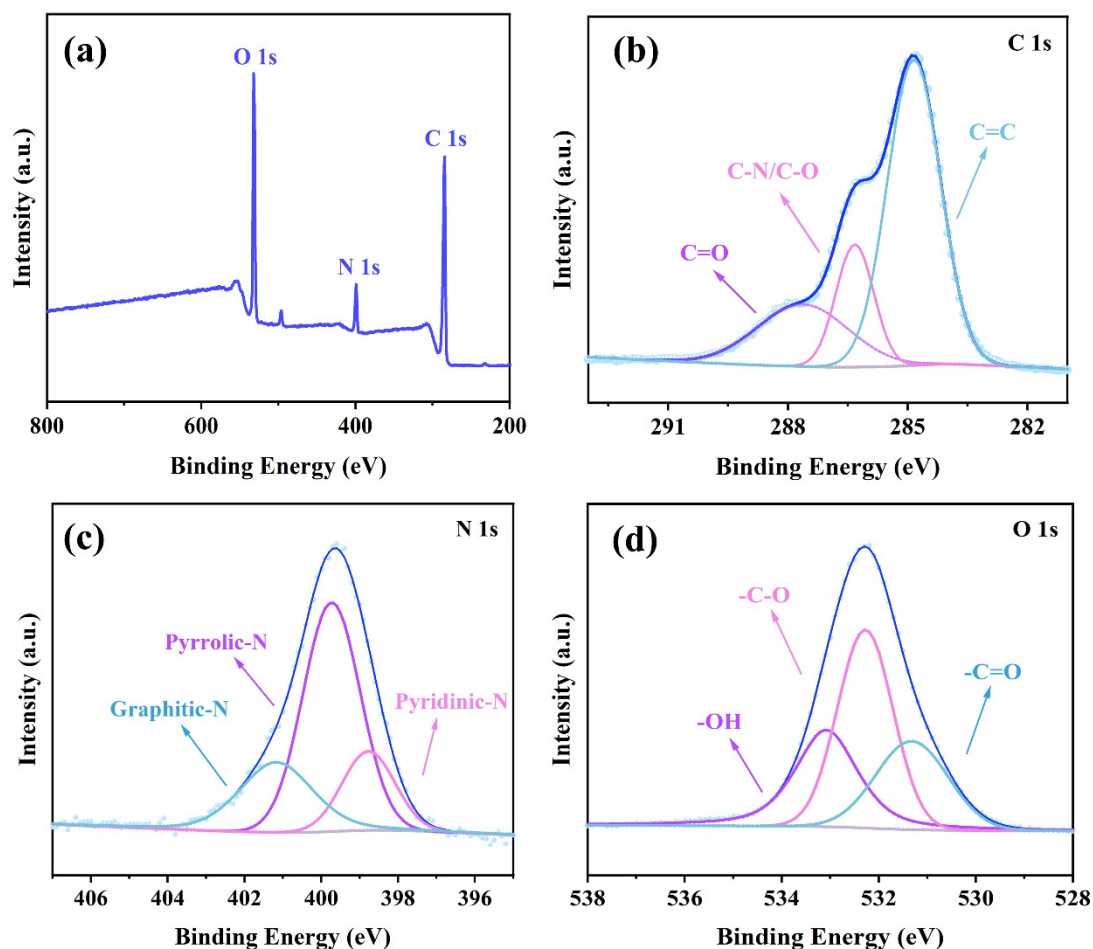 (a)
O 1s
C 1s
N 1s
Intensity (a.u.)
800 600 400 200
Binding Energy (eV)
(b)
C 1s
C=C
C-N/C-O
C=O
Intensity (a.u.)
291 288 285 282
Binding Energy (eV)
(c)
N 1s
Pyrrolic-N
Graphitic-N
Pyridinic-N
Intensity (a.u.)
406 404 402 400 398 396
Binding Energy (eV)
(d)
O 1s
-C-O
-C=O
-OH
Intensity (a.u.)
538 536 534 532 530 528
Binding Energy (eV)